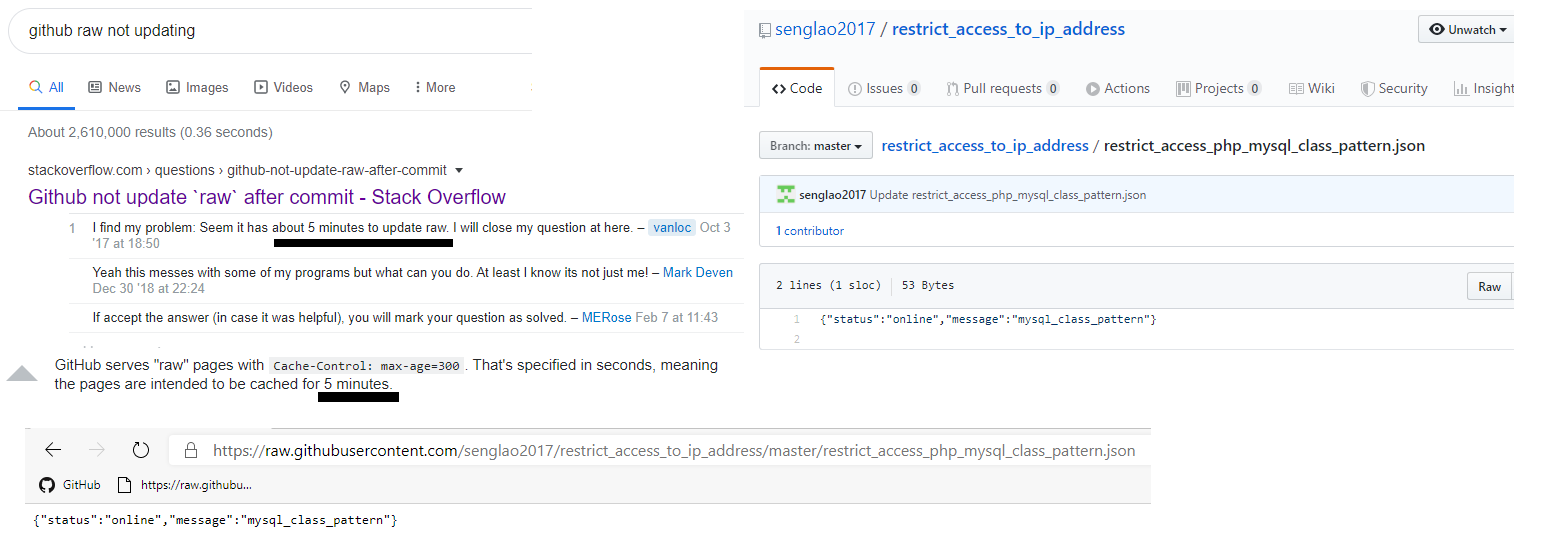 github raw not updating
All News Images Videos Maps More
About 2,610,000 results (0.36 seconds)
stackoverflow.com › questions › github-not-update-raw-after-commit
Github not update `raw` after commit - Stack Overflow
1 I find my problem: Seem it has about 5 minutes to update raw. I will close my question at here. – vanloc Oct 3
'17 at 18:50
Yeah this messes with some of my programs but what can you do. At least I know its not just me! – Mark Deven
Dec 30 '18 at 22:24
If accept the answer (in case it was helpful), you will mark your question as solved. – MERose Feb 7 at 11:43
GitHub serves "raw" pages with Cache-Control: max-age=300 . That's specified in seconds, meaning
the pages are intended to be cached for 5 minutes.
senglao2017 / restrict_access_to_ip_address
Unwatch
Code Issues 0 Pull requests 0 Actions Projects 0 Wiki Security Insight
Branch: master restrict_access_to_ip_address / restrict_access_php_mysql_class_pattern.json
senglao2017 Update restrict_access_php_mysql_class_pattern.json
1 contributor
2 lines (1 sloc) 53 Bytes
Raw
1 {"status":"online","message":"mysql_class_pattern"}
2
https://raw.githubusercontent.com/senglao2017/restrict_access_to_ip_address/master/restrict_access_php_mysql_class_pattern.json
GitHub https://raw.githubu...
{"status":"online","message":"mysql_class_pattern"}